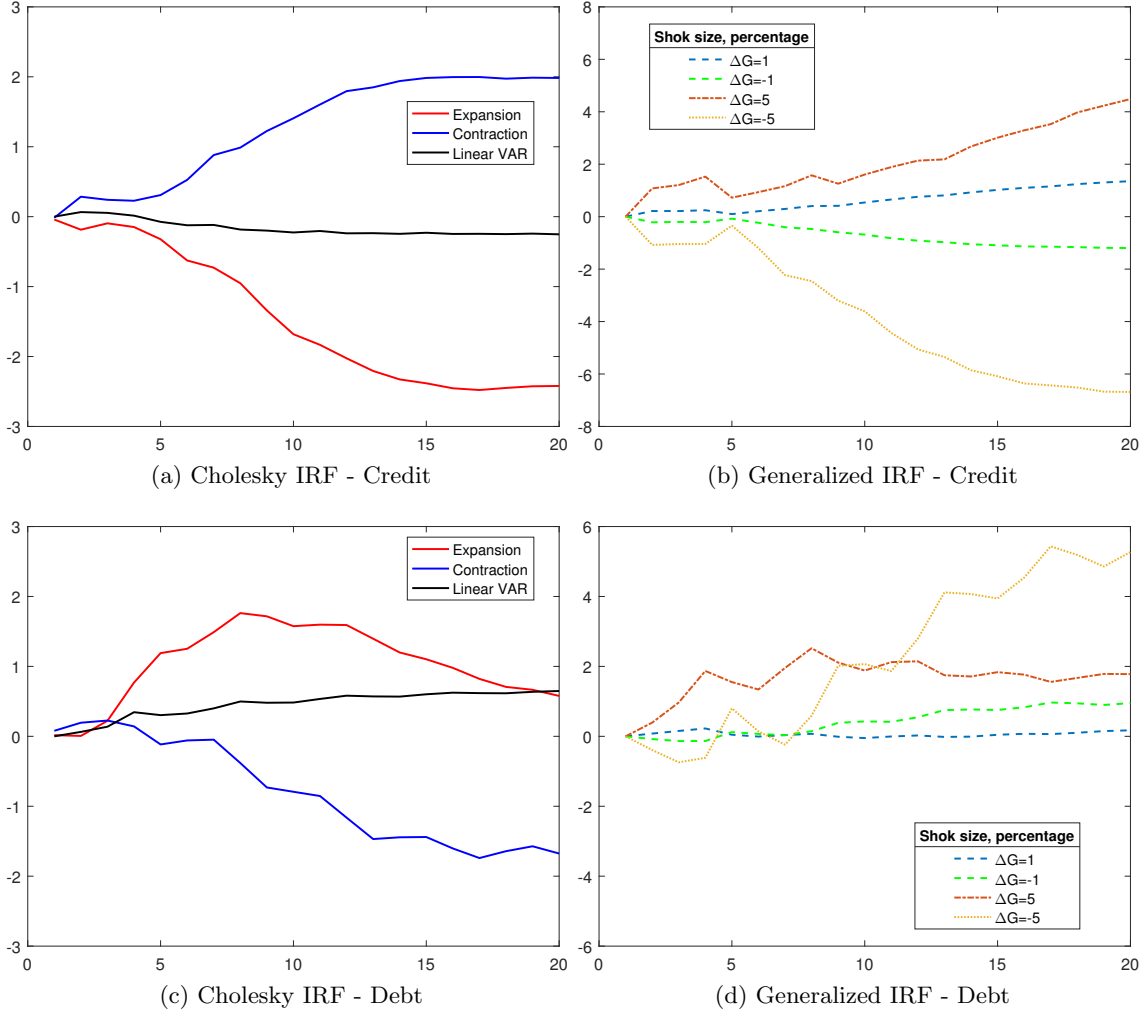 3
2
1
0
-1
-2
-3
0 5 10 15 20
Expansion
Contraction
Linear VAR
(a) Cholesky IRF - Credit
8
6
4
2
0
-2
-4
-6
-8
0 5 10 15 20
Shok size, percentage
ΔG=1
ΔG=-1
ΔG=5
ΔG=-5
(b) Generalized IRF - Credit
3
2
1
0
-1
-2
-3
0 5 10 15 20
Expansion
Contraction
Linear VAR
(c) Cholesky IRF - Debt
6
4
2
0
-2
-4
-6
0 5 10 15 20
Shok size, percentage
ΔG=1
ΔG=-1
ΔG=5
ΔG=-5
(d) Generalized IRF - Debt